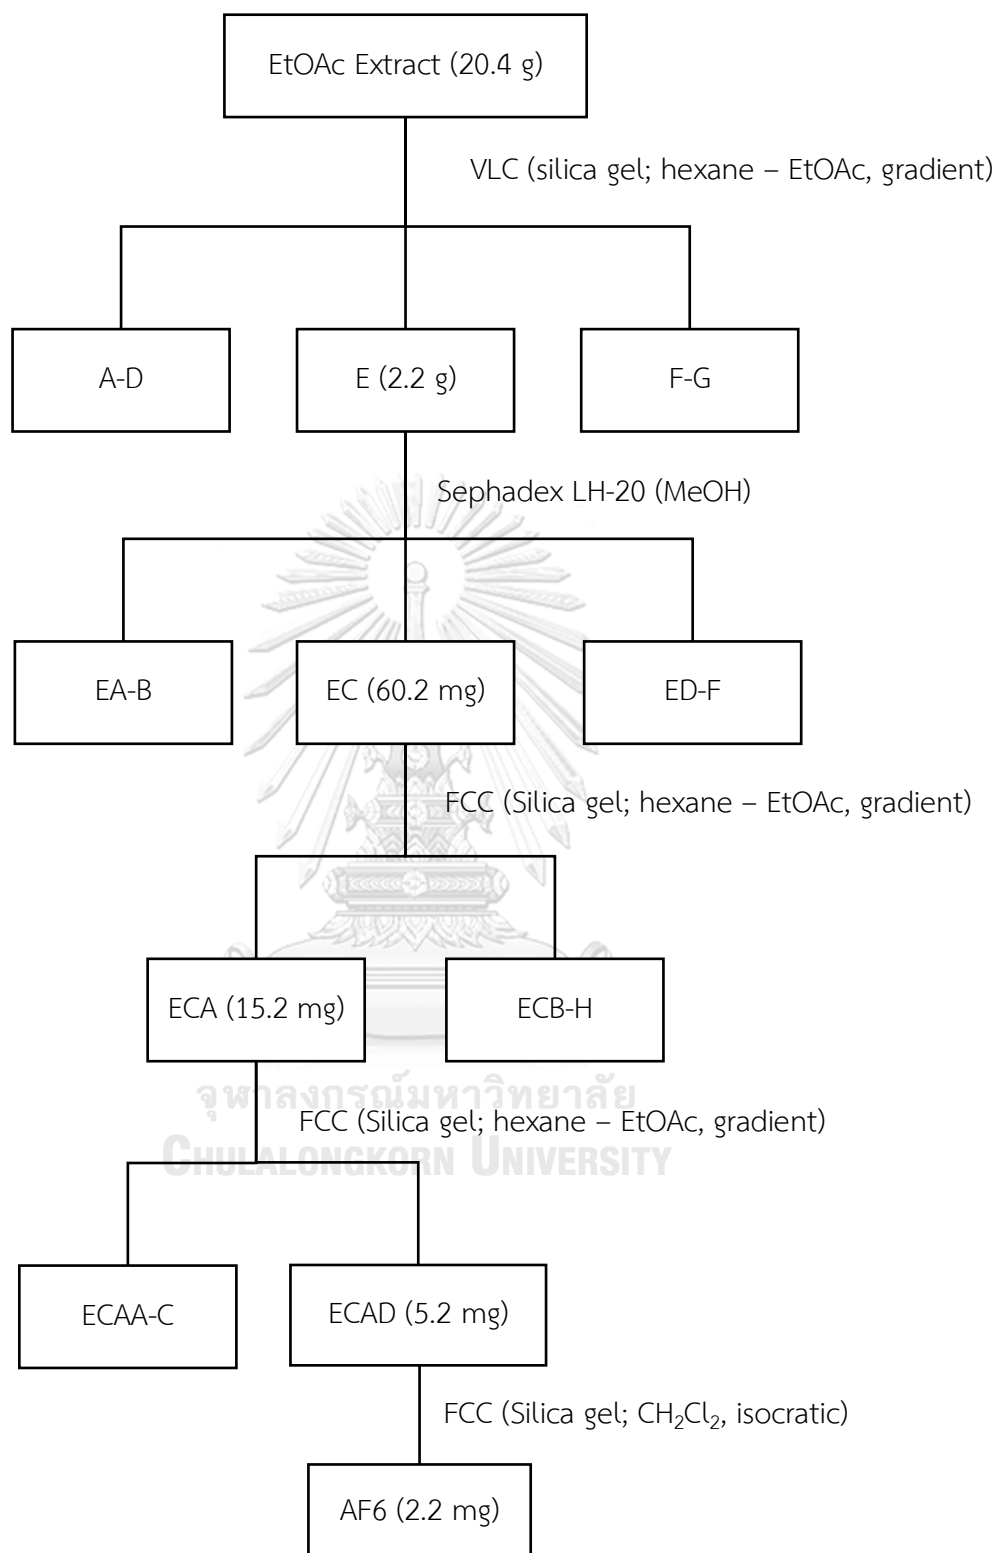 EtOAc Extract (20.4 g)
VLC (silica gel; hexane – EtOAc, gradient)
A-D
E (2.2 g)
F-G
Sephadex LH-20 (MeOH)
EA-B
EC (60.2 mg)
ED-F
FCC (Silica gel; hexane – EtOAc, gradient)
ECA (15.2 mg)
ECB-H
จุฬาลงกรณ์มหาวิทยาลัย
FCC (Silica gel; hexane – EtOAc, gradient)
CHULALONGKORN UNIVERSITY
ECAA-C
ECAD (5.2 mg)
FCC (Silica gel; CH₂Cl₂, isocratic)
AF6 (2.2 mg)